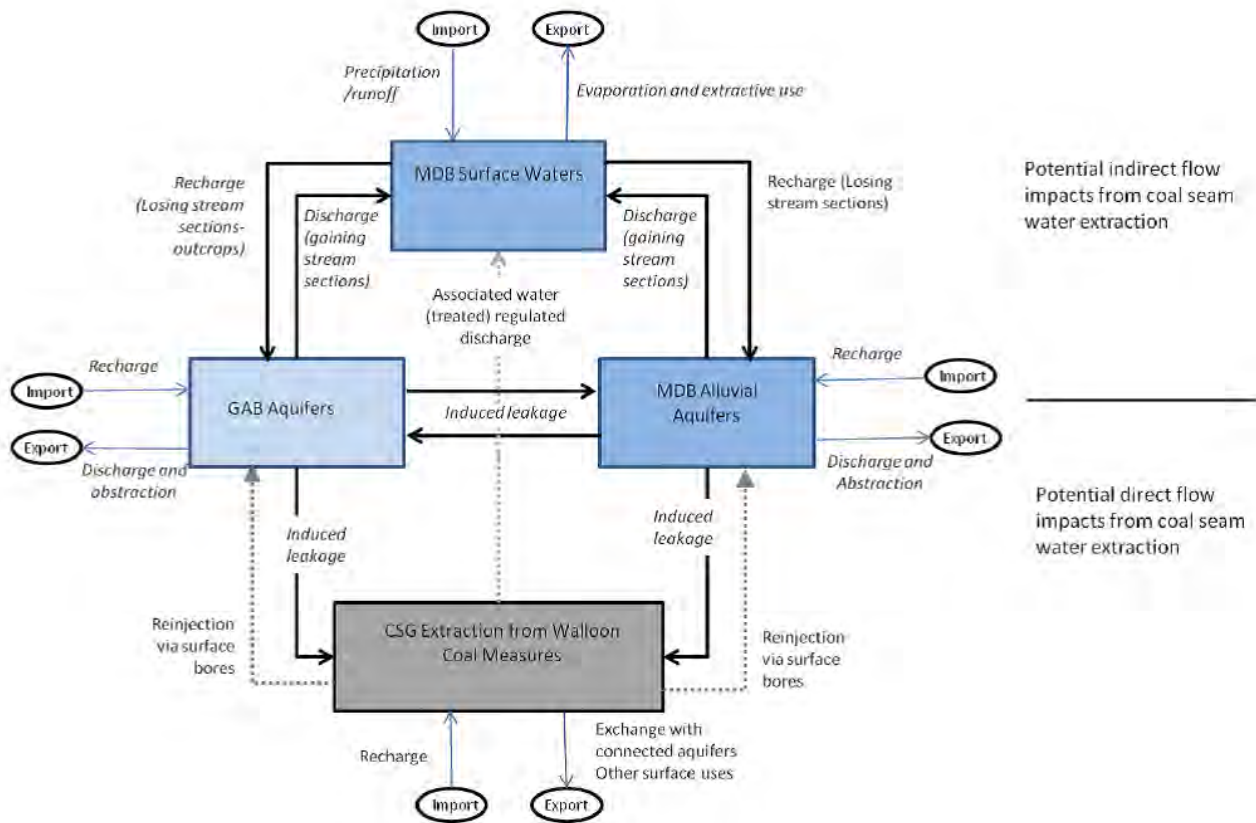 Import
Export
Precipitation
/runoff
Evaporation and extractive use
MDB Surface Waters
Recharge
(Losing stream
sections-
outcrops)
Discharge
(gaining
stream
sections)
Discharge
(gaining
stream
sections)
Recharge (Losing
stream sections)
Potential indirect flow
impacts from coal seam
water extraction
Associated water
(treated) regulated
discharge
Import
Recharge
GAB Aquifers
Export
Discharge and
abstraction
Induced leakage
MDB Alluvial
Aquifers
Recharge
Import
Export
Discharge and
Abstraction
Potential direct flow
impacts from coal seam
water extraction
Induced
leakage
Induced
leakage
Reinjection
via surface
bores
CSG Extraction from Walloon
Coal Measures
Reinjection
via surface
bores
Recharge
Exchange with
connected aquifers
Other surface uses
Import
Export